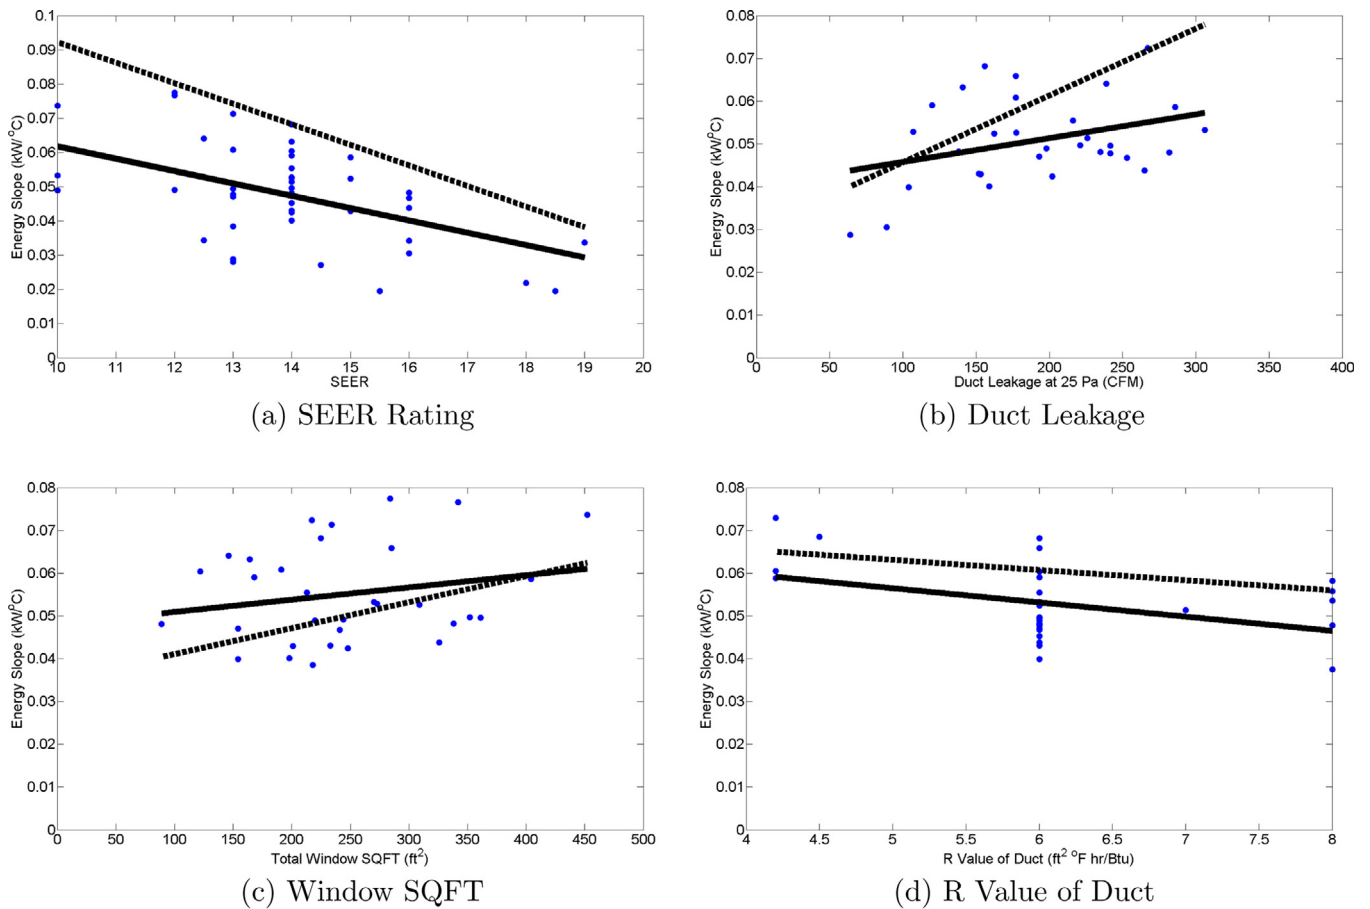 0.1
0.09
0.08
0.07
0.06
0.05
0.04
0.03
0.02
0.01
0
Energy Slope (kW/°C)
10 11 12 13 14 15 16 17 18 19 20
SEER
(a) SEER Rating
0.08
0.07
0.06
0.05
0.04
0.03
0.02
0.01
0
Energy Slope (kW/°C)
0 50 100 150 200 250 300 350 400
Duct Leakage at 25 Pa (CFM)
(b) Duct Leakage
0.08
0.07
0.06
0.05
0.04
0.03
0.02
0.01
0
Energy Slope (kW/°C)
0 50 100 150 200 250 300 350 400 450 500
Total Window SQFT (ft²)
(c) Window SQFT
0.08
0.07
0.06
0.05
0.04
0.03
0.02
0.01
0
Energy Slope (kW/°C)
4 4.5 5 5.5 6 6.5 7 7.5 8
R Value of Duct (ft² °F hr/Btu)
(d) R Value of Duct